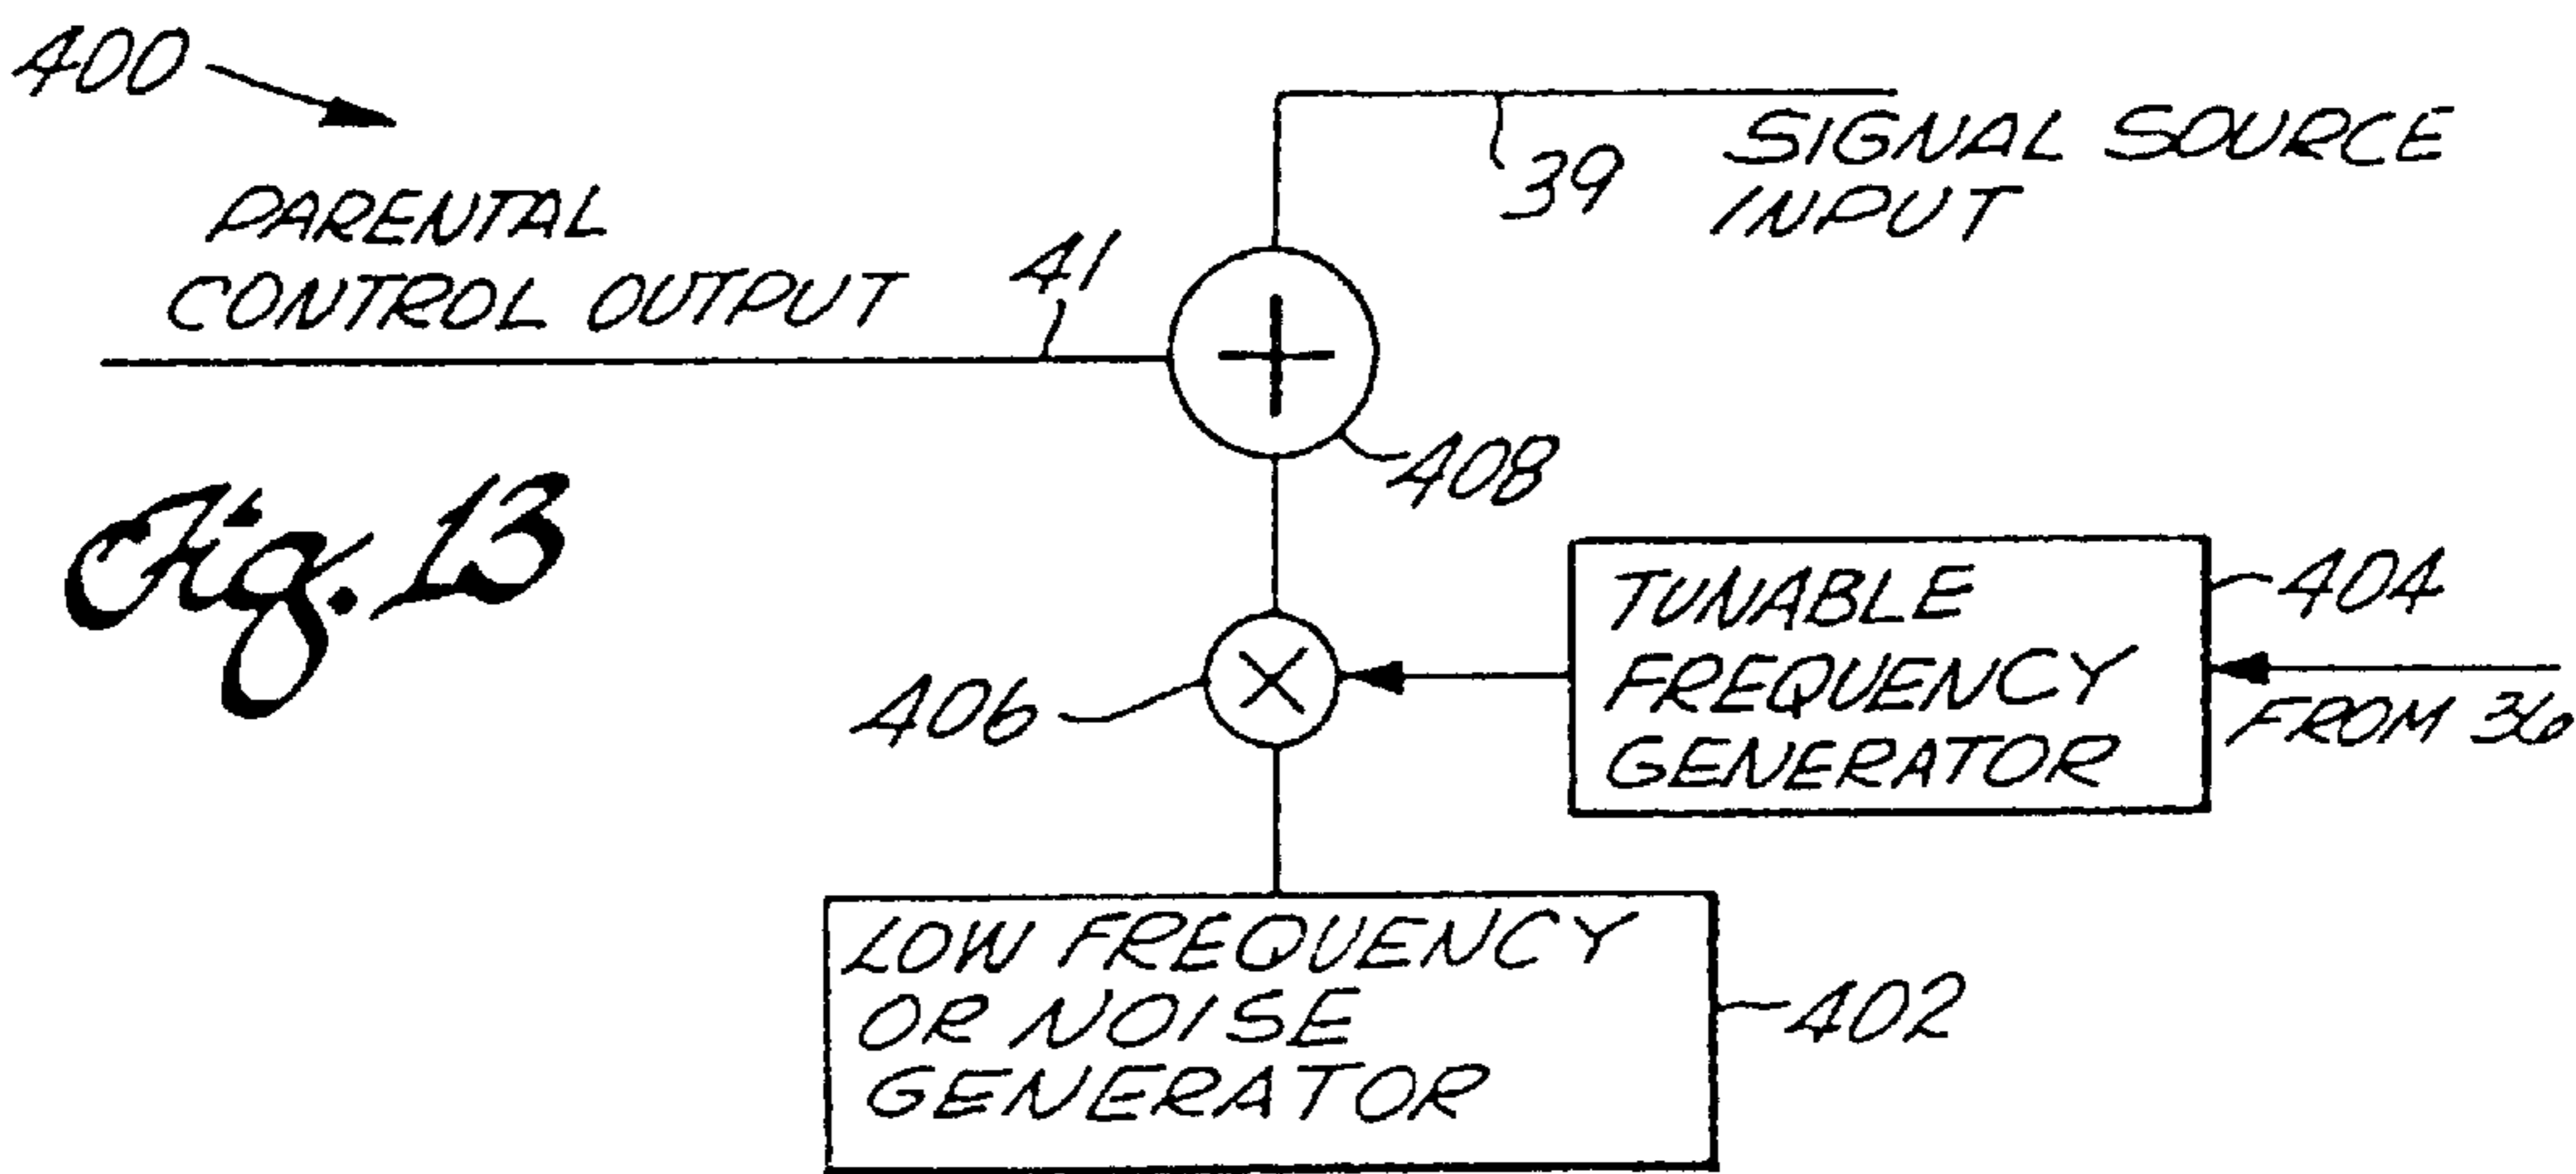 400
PARENTAL
CONTROL OUTPUT
41
39
SIGNAL SOURCE
INPUT
408
Fig. 13
TUNABLE
FREQUENCY
GENERATOR
404
FROM 36
406
LOW FREQUENCY
OR NOISE
GENERATOR
402